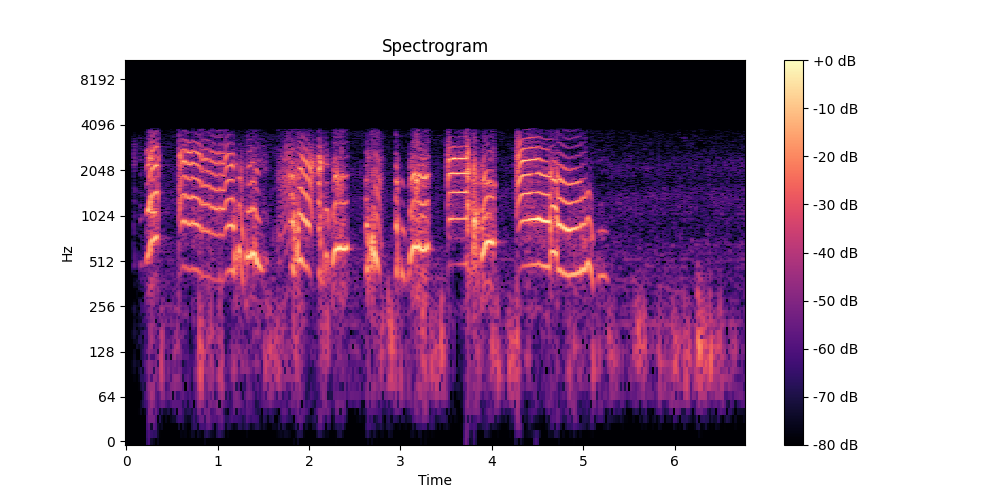 Spectrogram
8192
4096
2048
1024
512
256
128
64
0
Hz
0 1 2 3 4 5 6
Time
+0 dB
-10 dB
-20 dB
-30 dB
-40 dB
-50 dB
-60 dB
-70 dB
-80 dB